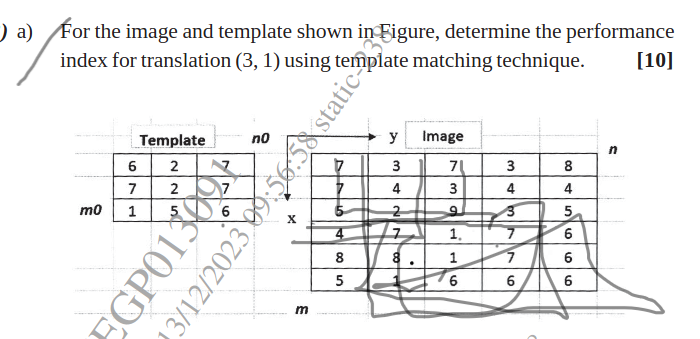 ) a) For the image and template shown in Figure, determine the performance
index for translation (3, 1) using template matching technique. [10]
Template n0 y Image n
6 2 7
7 2 7
m0 1 5 6
x
7 3 7 3 8
7 4 3 4 4
5 2 9 3 5
4 7 1. 7 6
8 8 1 7 6
5 1 6 6 6
m
EGP013091
13/12/2023 09:56:58 static-238